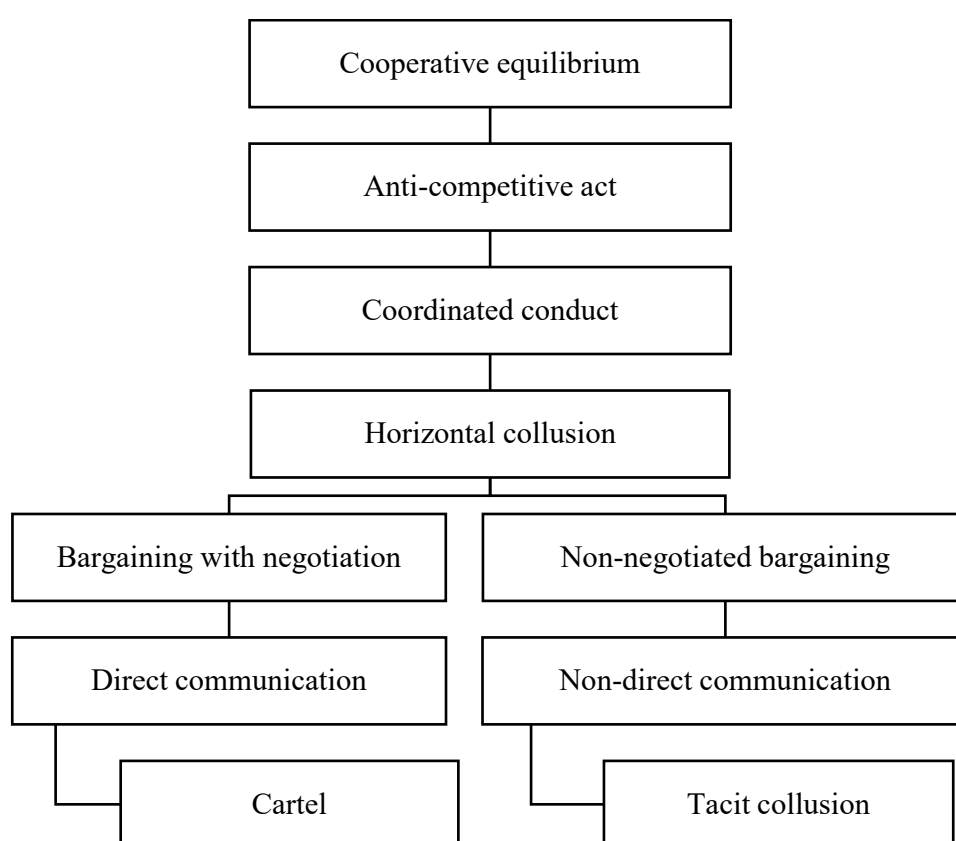 Cooperative equilibrium
Anti-competitive act
Coordinated conduct
Horizontal collusion
Bargaining with negotiation
Non-negotiated bargaining
Direct communication
Non-direct communication
Cartel
Tacit collusion